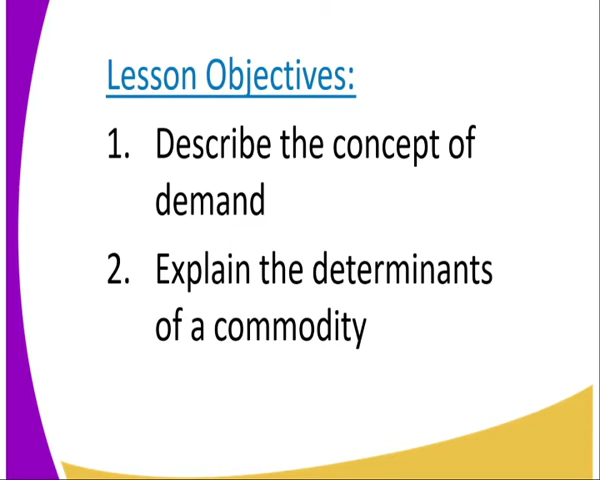 Lesson Objectives:
1. Describe the concept of
demand
2. Explain the determinants
of a commodity